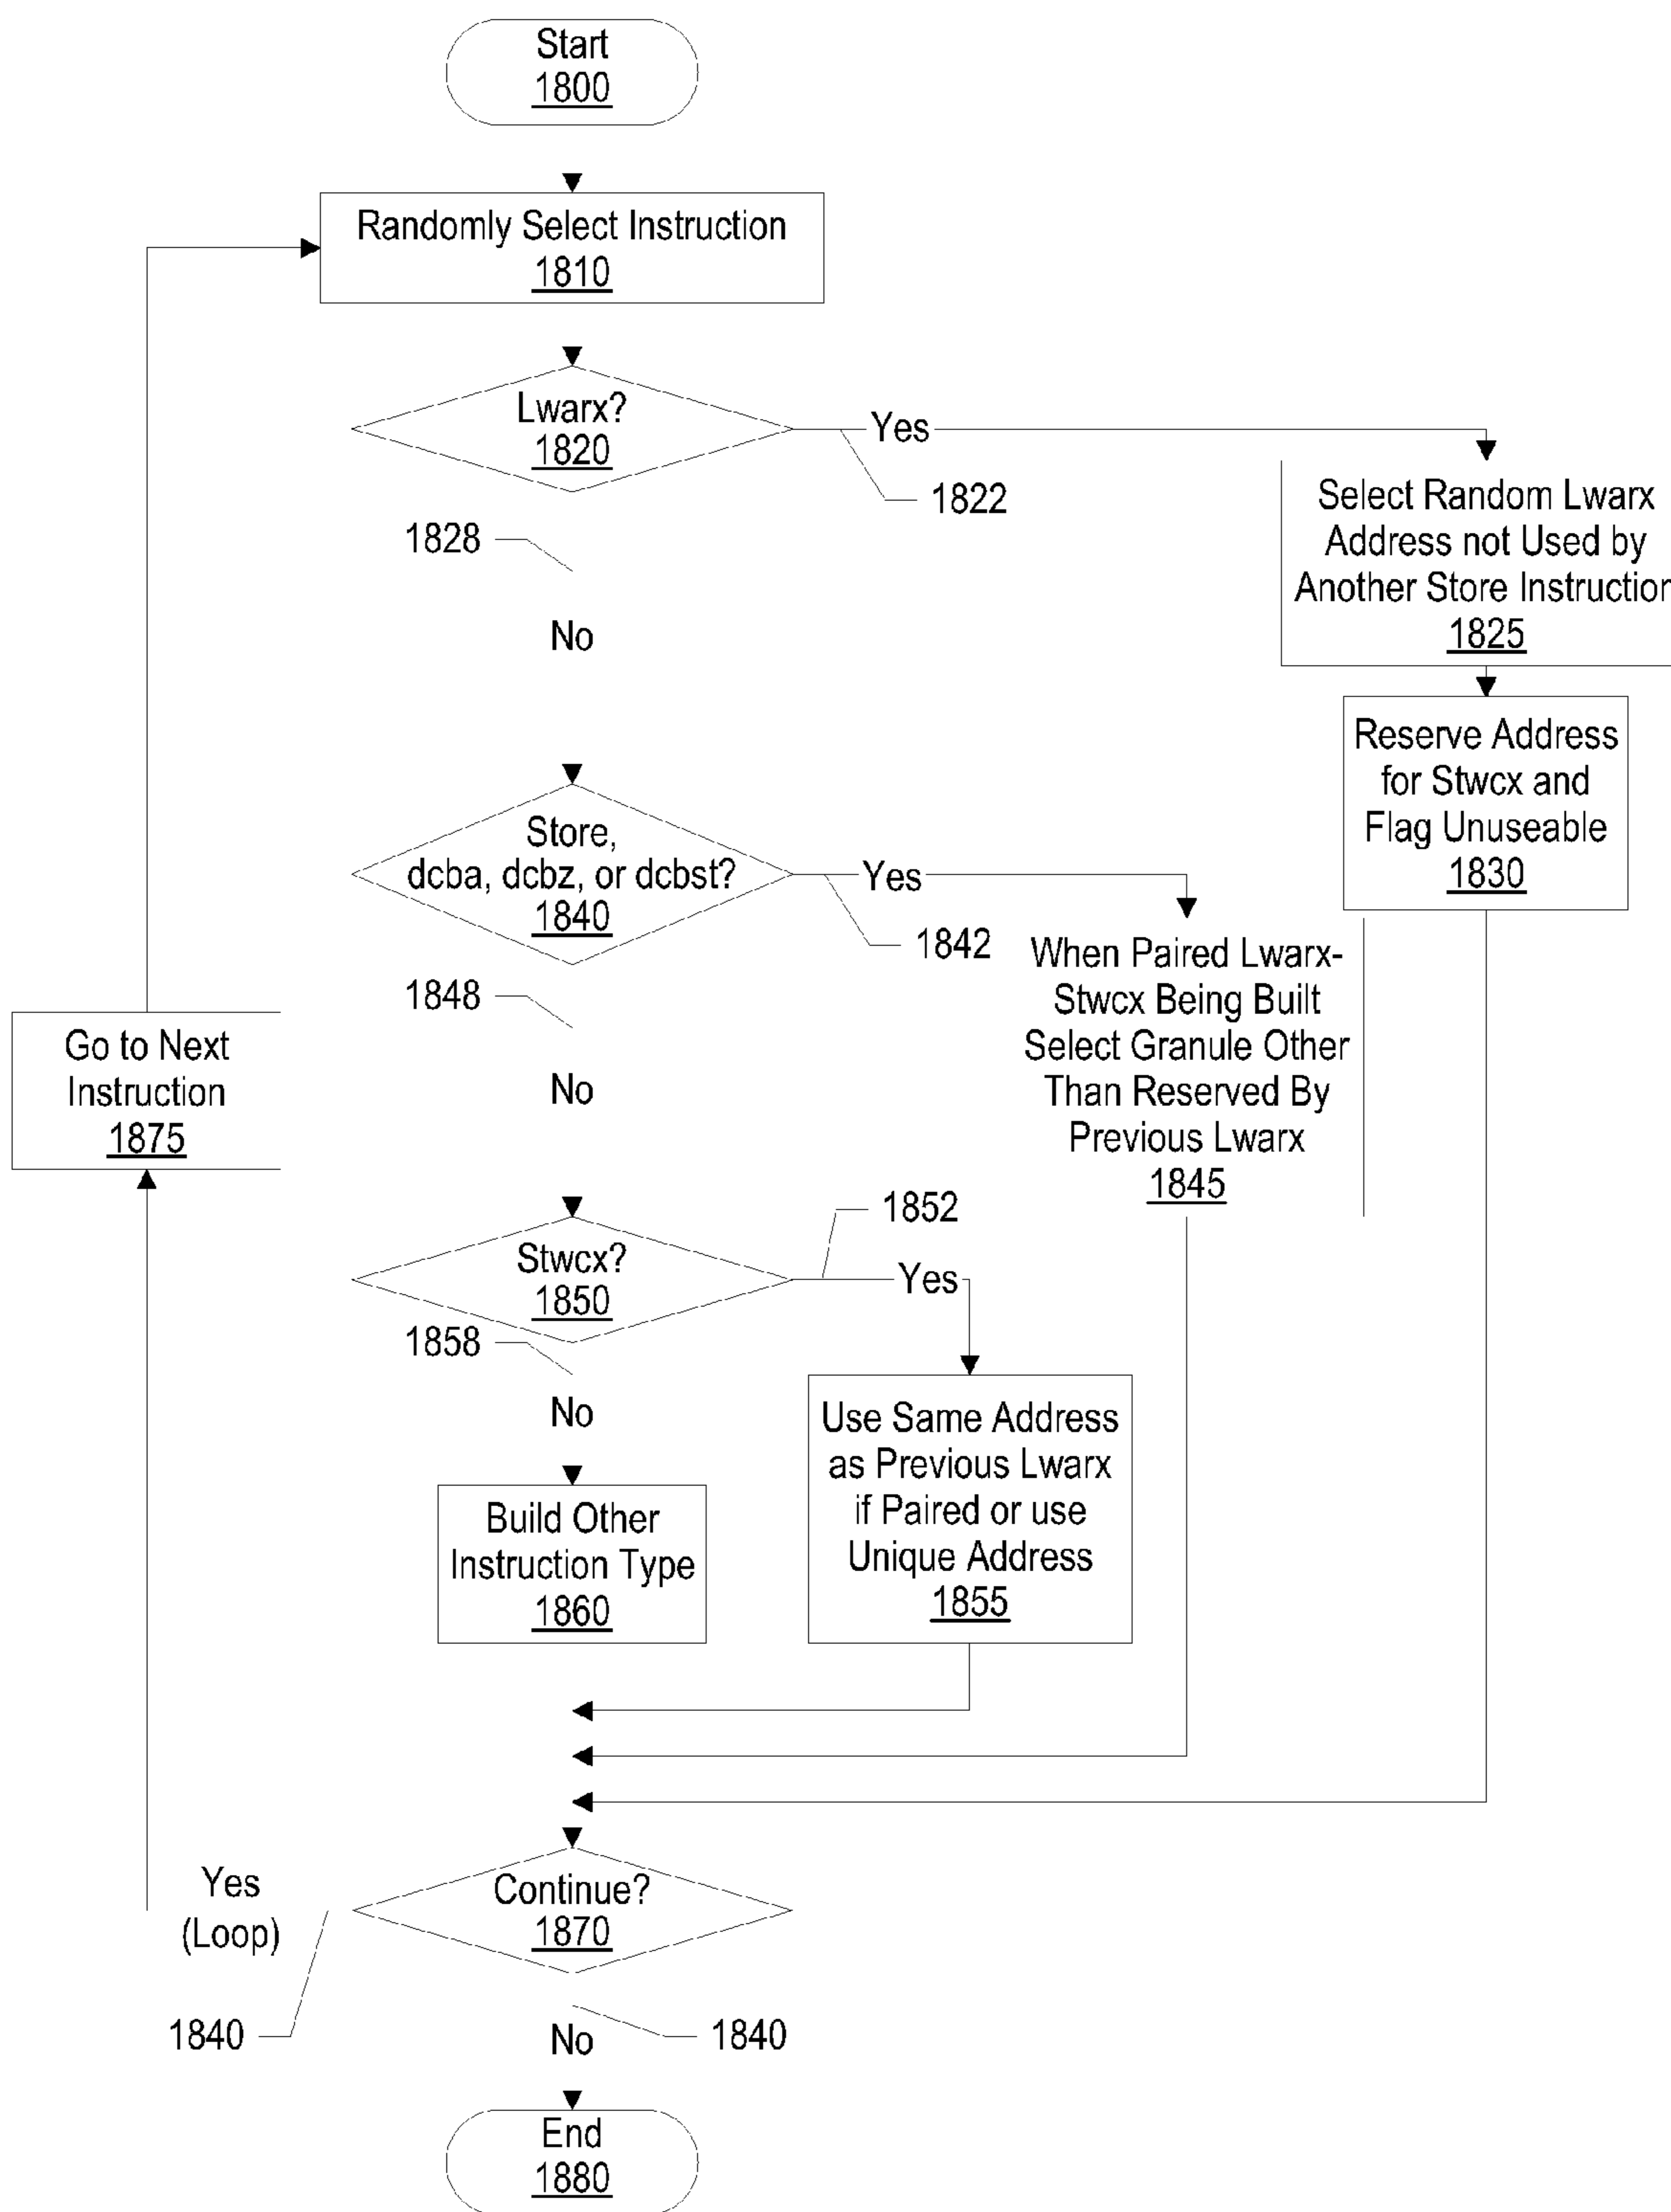 Start
1800
Randomly Select Instruction
1810
Lwarx?
1820
Yes
1822
1828
No
Select Random Lwarx
Address not Used by
Another Store Instruction
1825
Reserve Address
for Stwcx and
Flag Unuseable
1830
Store,
dcba, dcbz, or dcbst?
1840
Yes
1842
1848
No
When Paired Lwarx-
Stwcx Being Built
Select Granule Other
Than Reserved By
Previous Lwarx
1845
Go to Next
Instruction
1875
Stwcx?
1850
1852
Yes
1858
No
Use Same Address
as Previous Lwarx
if Paired or use
Unique Address
1855
Build Other
Instruction Type
1860
Continue?
1870
Yes
(Loop)
1840
No
1840
End
1880